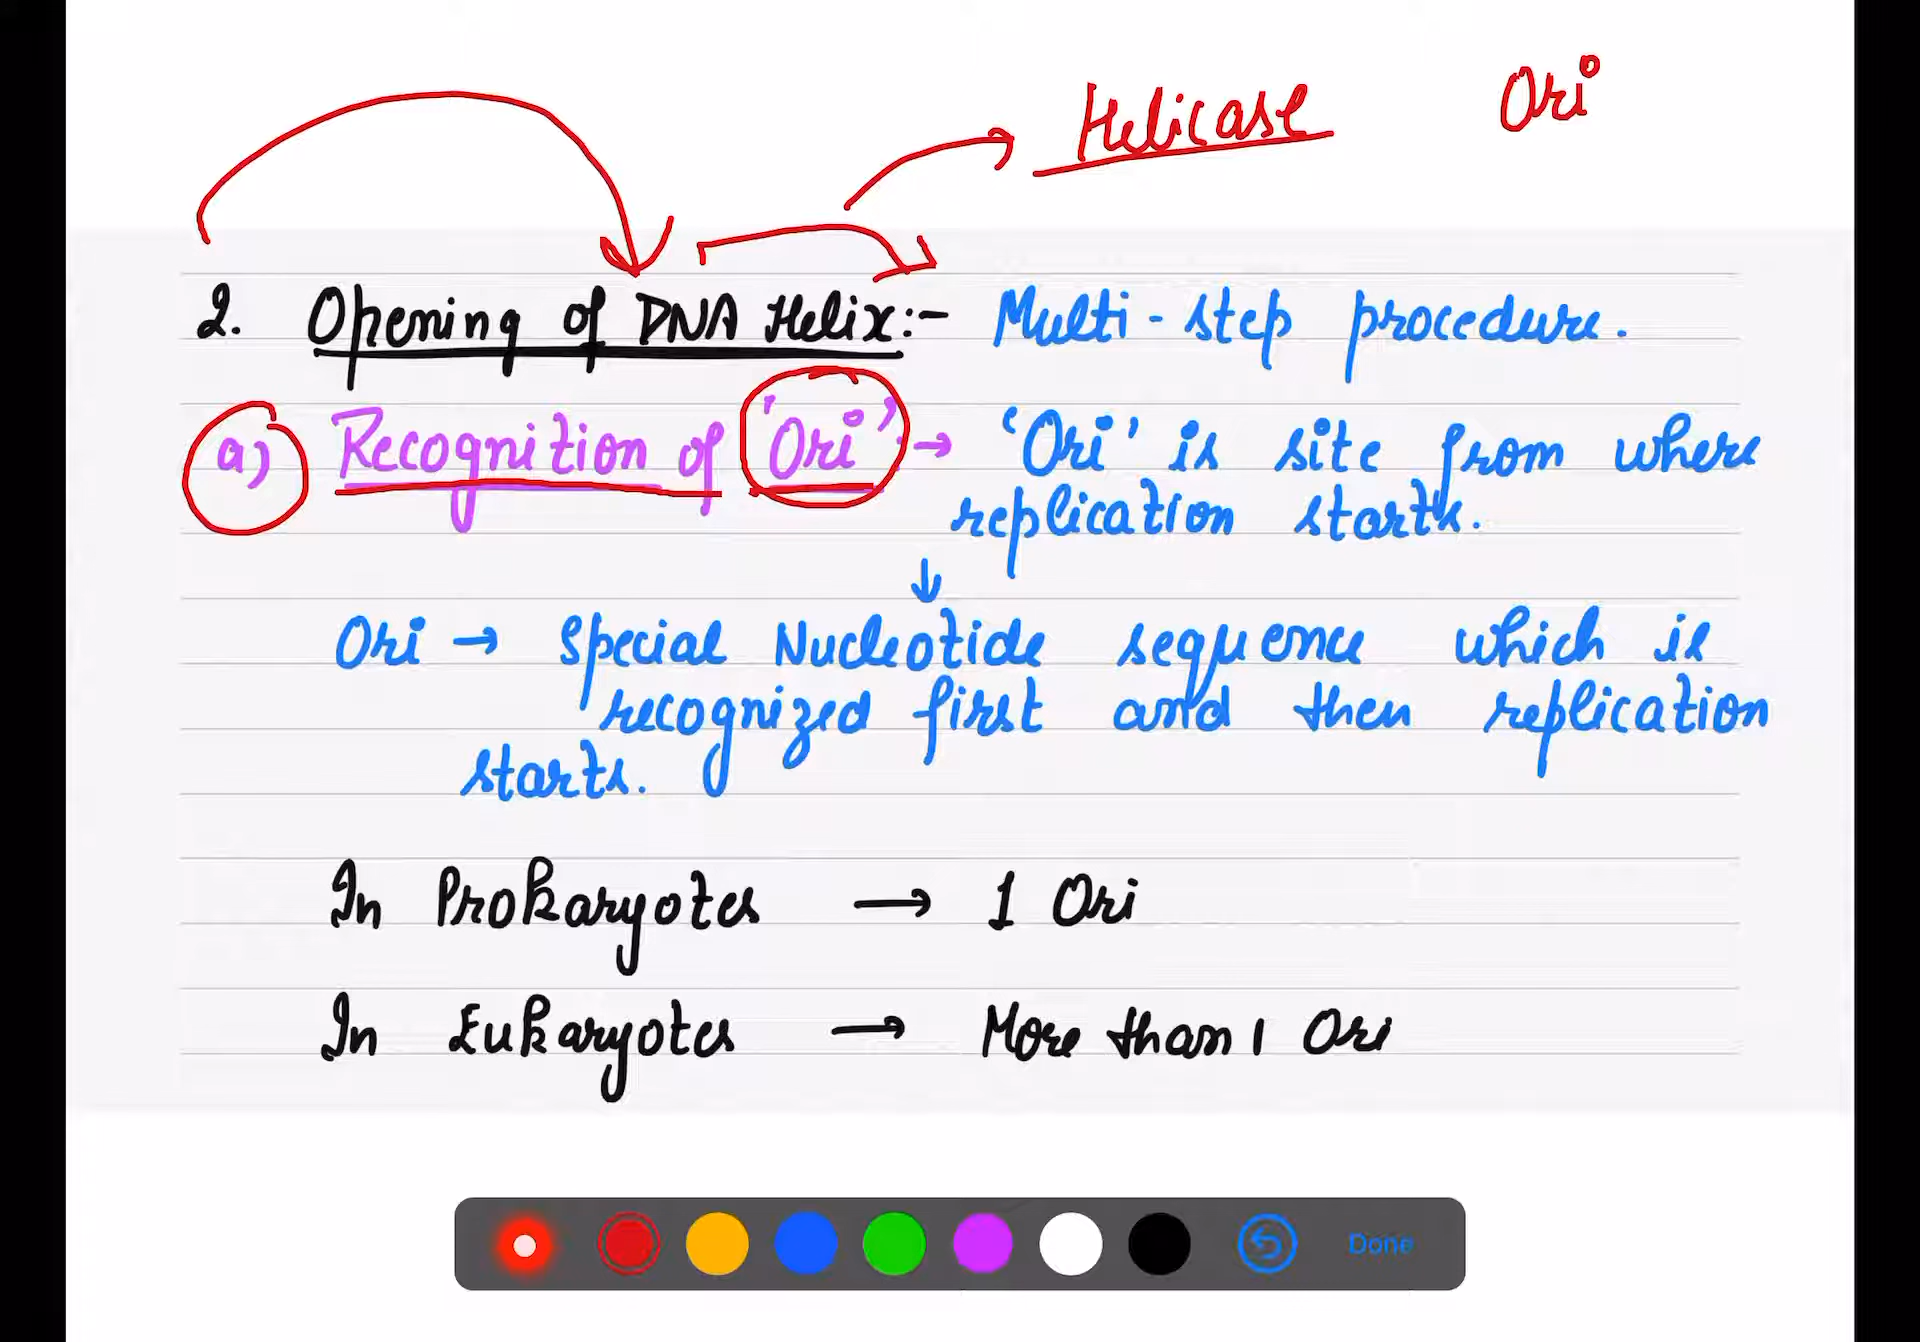 Helicase Ori
2. Opening of DNA Helix:- Multi-step procedure.
a) Recognition of 'Ori' → 'Ori' is site from where
replication starts.
↓
Ori → Special Nucleotide sequence which is
recognized first and then replication
starts.
In Prokaryotes → 1 Ori
In Eukaryotes → More than 1 Ori
Done